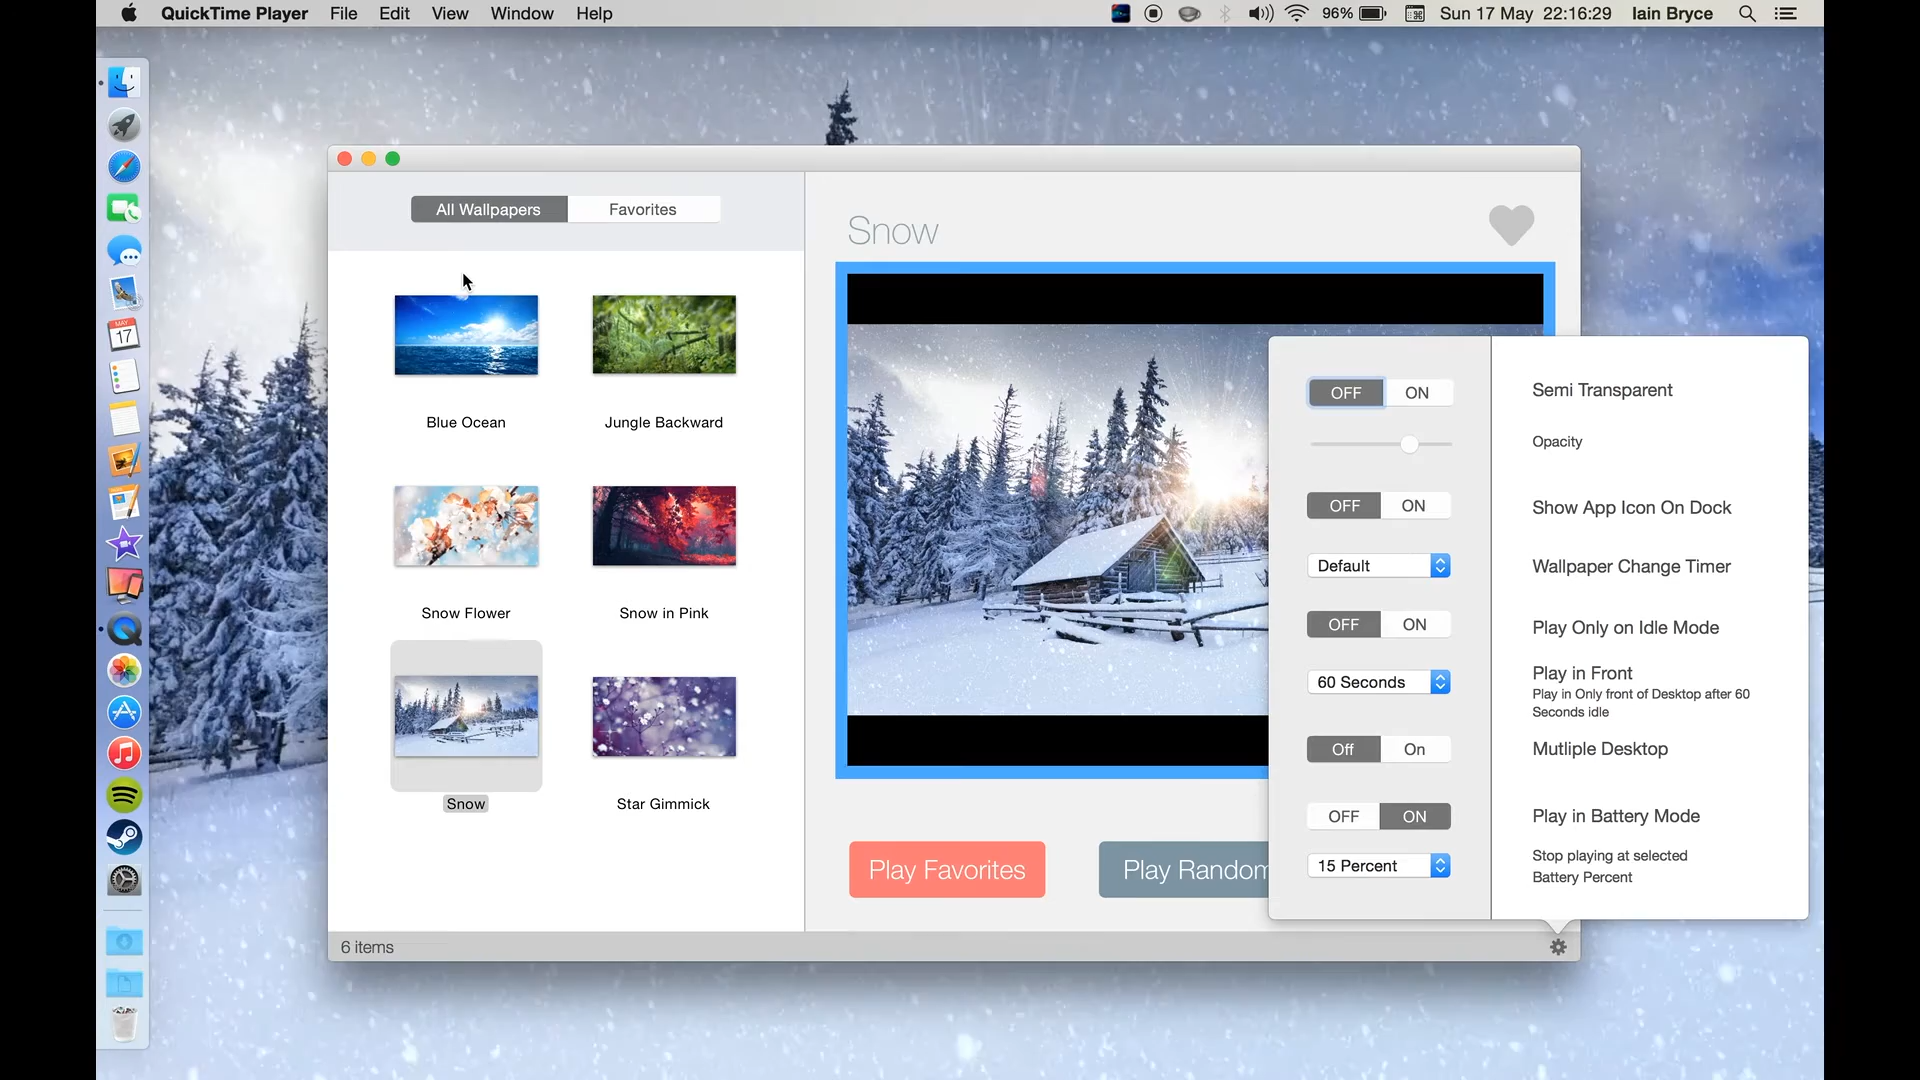 QuickTime Player File Edit View Window Help 96% Sun 17 May 22:16:29 Iain Bryce
MAY
17
All Wallpapers Favorites
Blue Ocean Jungle Backward
Snow Flower Snow in Pink
Snow Star Gimmick
Snow
Play Favorites Play Random
OFF ON Semi Transparent
Opacity
OFF ON Show App Icon On Dock
Default Wallpaper Change Timer
OFF ON Play Only on Idle Mode
60 Seconds Play in Front
Play in Only front of Desktop after 60
Seconds idle
Off On Mutliple Desktop
OFF ON Play in Battery Mode
15 Percent Stop playing at selected
Battery Percent
6 items